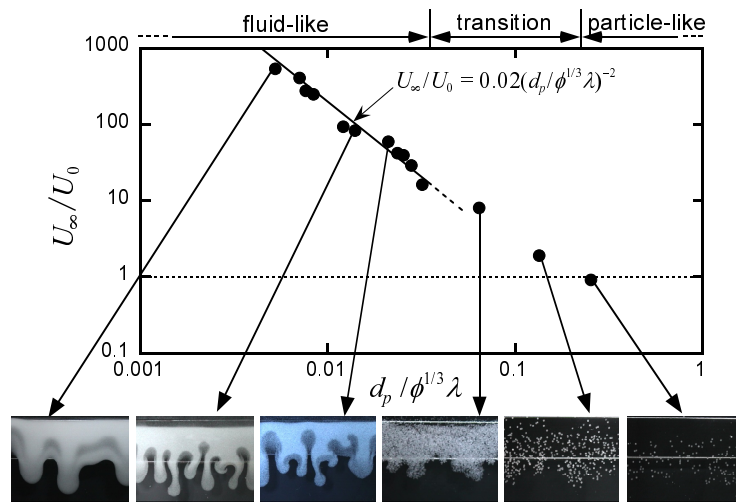 fluid-like transition particle-like
1000
100
10
1
0.1
U∞/U0
U∞/U0 = 0.02(dp/ϕ1/3λ)−2
0.001 0.01 0.1 1
dp/ϕ1/3λ